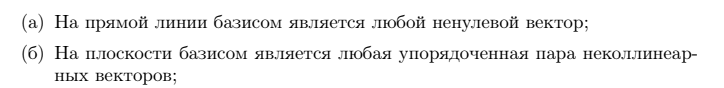 (а) На прямой линии базисом является любой ненулевой вектор;
(б) На плоскости базисом является любая упорядоченная пара неколлинеар-
ных векторов;